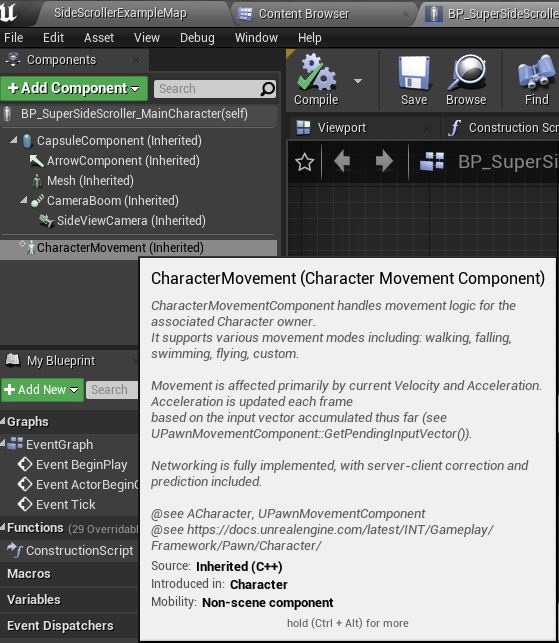 SideScrollerExampleMap
Content Browser
BP_SuperSideScrolle
File Edit Asset View Debug Window Help
Components
+Add Component
Search
Compile
Save
Browse
Find
BP_SuperSideScroller_MainCharacter(self)
Viewport
Construction Scr
CapsuleComponent (Inherited)
ArrowComponent (Inherited)
Mesh (Inherited)
CameraBoom (Inherited)
SideViewCamera (Inherited)
BP_SuperSi
CharacterMovement (Inherited)
CharacterMovement (Character Movement Component)
CharacterMovementComponent handles movement logic for the
associated Character owner.
It supports various movement modes including: walking, falling,
swimming, flying, custom.
Movement is affected primarily by current Velocity and Acceleration.
Acceleration is updated each frame
based on the input vector accumulated thus far (see
UPawnMovementComponent::GetPendingInputVector()).
Networking is fully implemented, with server-client correction and
prediction included.
@see ACharacter, UPawnMovementComponent
@see https://docs.unrealengine.com/latest/INT/Gameplay/
Framework/Pawn/Character/
Source: Inherited (C++)
Introduced in: Character
Mobility: Non-scene component
hold (Ctrl + Alt) for more
My Blueprint
+Add New
Search
Graphs
EventGraph
Event BeginPlay
Event ActorBeginO
Event Tick
Functions (29 Overridabl
ConstructionScript
Macros
Variables
Event Dispatchers